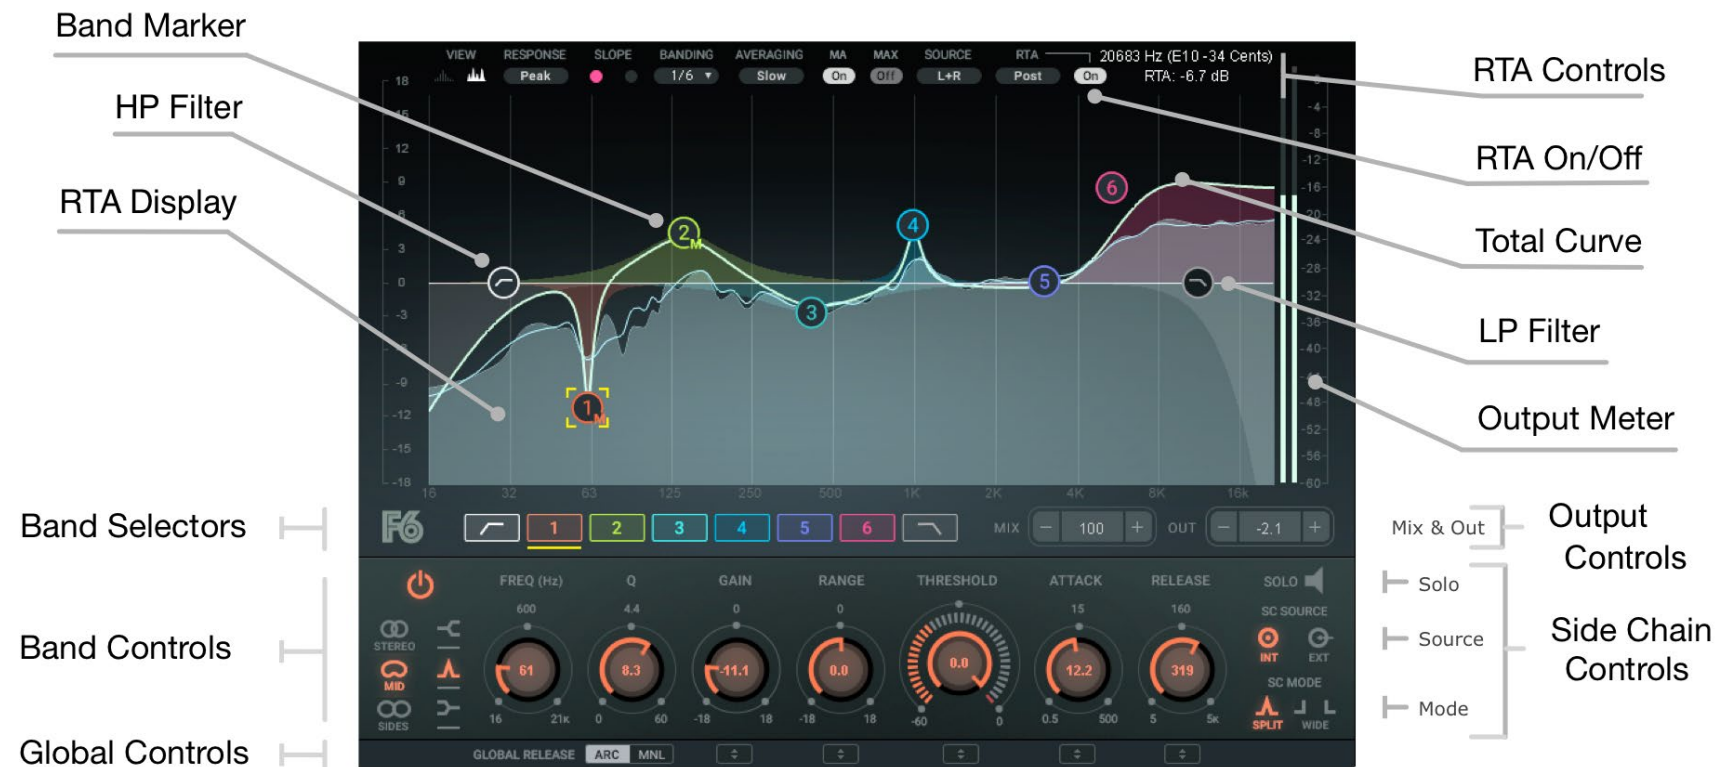 Band Marker
HP Filter
RTA Display
Band Selectors
Band Controls
Global Controls
VIEW RESPONSE SLOPE BANDING AVERAGING MA MAX SOURCE RTA 20683 Hz (E10 -34 Cents)
Peak 1/6 Slow On Off L+R Post On RTA: -6.7 dB
18
15
12
9
6
3
0
-3
-6
-9
-12
-15
-18
16 32 63 125 250 500 1K 2K 4K 8K 16k
1 M
2 M
3
4
5
6
0
-4
-8
-12
-16
-20
-24
-28
-32
-36
-40
-44
-48
-52
-56
-60
F6 1 2 3 4 5 6 MIX − 100 + OUT − -2.1 +
FREQ (Hz) Q GAIN RANGE THRESHOLD ATTACK RELEASE SOLO
600 4.4 0 0 15 160 SC SOURCE
STEREO
MID
SIDES
61 8.3 -11.1 0.0 0.0 12.2 319 INT EXT
SC MODE
16 21K 0 60 -18 18 -18 18 -60 0 0.5 500 5 5K SPLIT WIDE
GLOBAL RELEASE ARC MNL
RTA Controls
RTA On/Off
Total Curve
LP Filter
Output Meter
Mix & Out
Output
Controls
Solo
Source
Mode
Side Chain
Controls